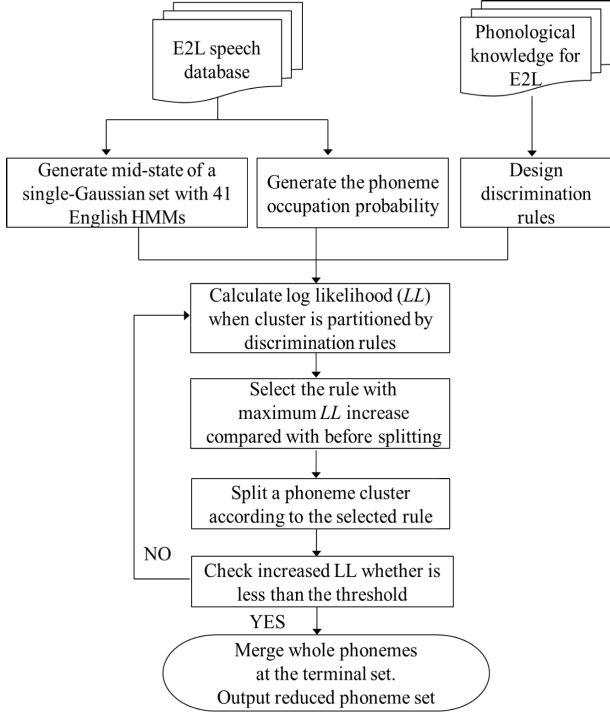 E2L speech
database
Phonological
knowledge for
E2L
Generate mid-state of a
single-Gaussian set with 41
English HMMs
Generate the phoneme
occupation probability
Design
discrimination
rules
Calculate log likelihood (LL)
when cluster is partitioned by
discrimination rules
Select the rule with
maximum LL increase
compared with before splitting
Split a phoneme cluster
according to the selected rule
NO
Check increased LL whether is
less than the threshold
YES
Merge whole phonemes
at the terminal set.
Output reduced phoneme set